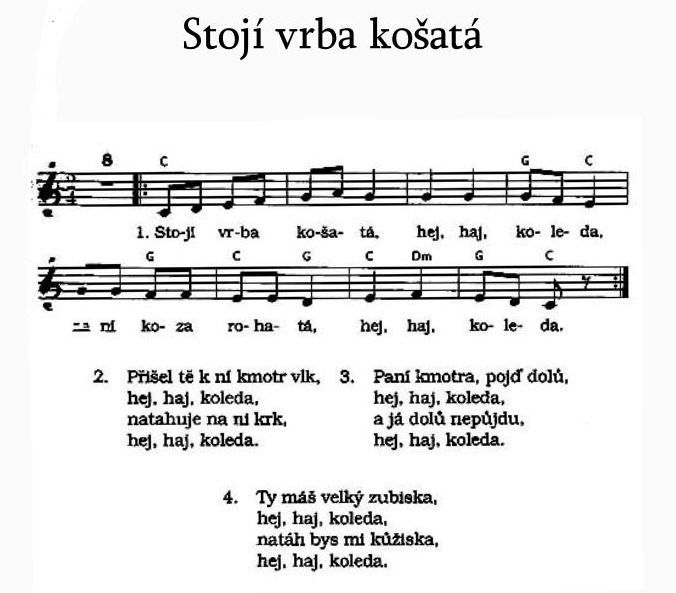 Stojí vrba košatá
8 C G C
1. Sto-jí vr-ba ko-ša-tá, hej, haj, ko-le-da,
G C G C Dm G C
za ní ko-za ro-ha-tá, hej, haj, ko-le-da.
2. Přišel tě k ní kmotr vlk,
hej, haj, koleda,
natahuje na ni krk,
hej, haj, koleda.
3. Paní kmotra, pojď dolů,
hej, haj, koleda,
a já dolů nepůjdu,
hej, haj, koleda.
4. Ty máš velký zubiska,
hej, haj, koleda,
natáh bys mi kůžiska,
hej, haj, koleda.